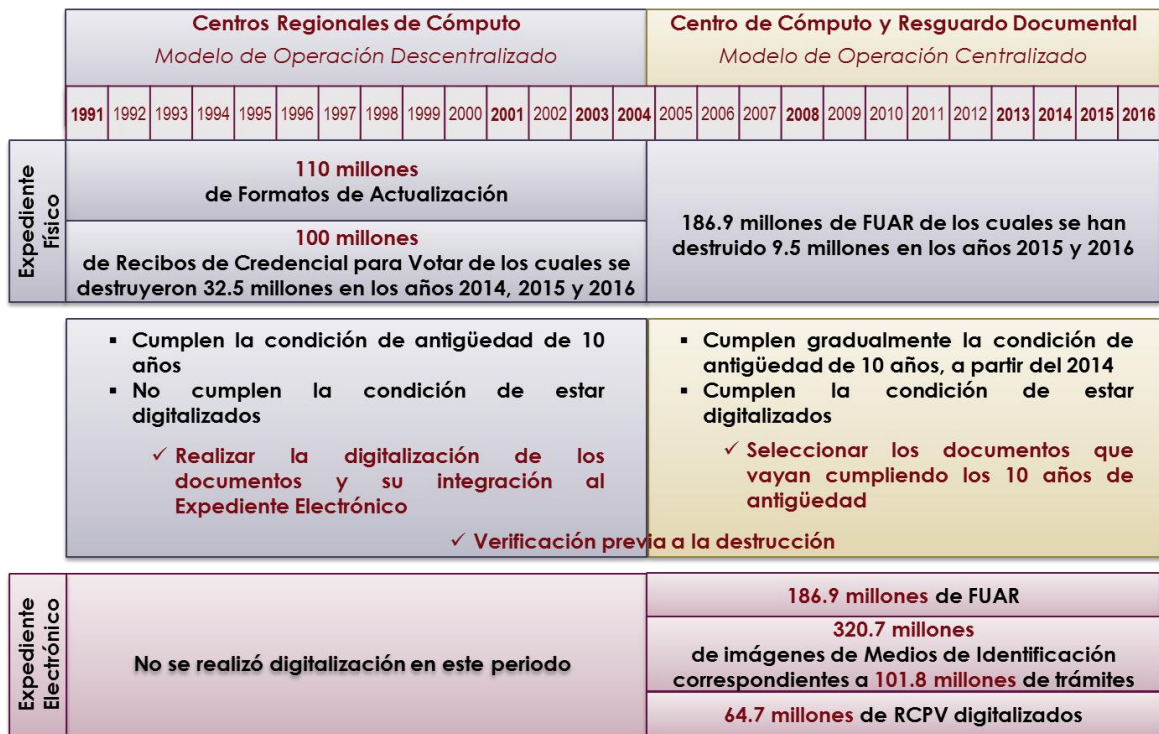 Centros Regionales de Cómputo
Modelo de Operación Descentralizado
Centro de Cómputo y Resguardo Documental
Modelo de Operación Centralizado
1991 1992 1993 1994 1995 1996 1997 1998 1999 2000 2001 2002 2003 2004 2005 2006 2007 2008 2009 2010 2011 2012 2013 2014 2015 2016
Expediente
Físico
110 millones
de Formatos de Actualización
100 millones
de Recibos de Credencial para Votar de los cuales se
destruyeron 32.5 millones en los años 2014, 2015 y 2016
186.9 millones de FUAR de los cuales se han
destruido 9.5 millones en los años 2015 y 2016
▪ Cumplen la condición de antigüedad de 10
años
▪ No cumplen la condición de estar
digitalizados
✓ Realizar la digitalización de los
documentos y su integración al
Expediente Electrónico
▪ Cumplen gradualmente la condición de
antigüedad de 10 años, a partir del 2014
▪ Cumplen la condición de estar
digitalizados
✓ Seleccionar los documentos que
vayan cumpliendo los 10 años de
antigüedad
✓ Verificación previa a la destrucción
Expediente
Electrónico
No se realizó digitalización en este periodo
186.9 millones de FUAR
320.7 millones
de imágenes de Medios de Identificación
correspondientes a 101.8 millones de trámites
64.7 millones de RCPV digitalizados